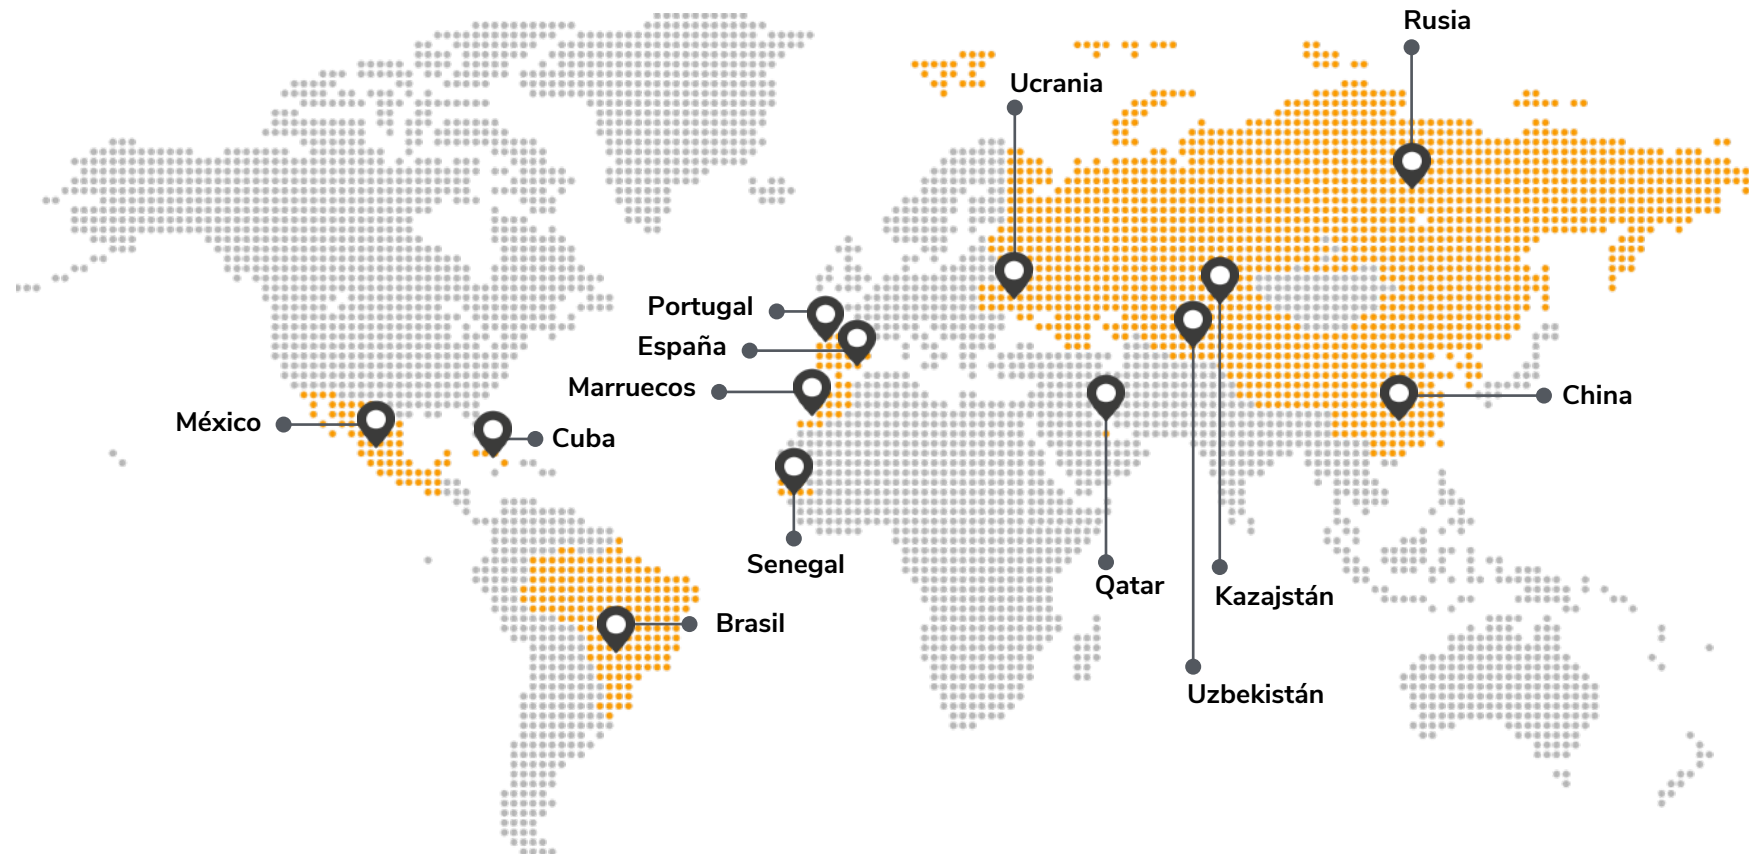 Rusia
Ucrania
Portugal
España
Marruecos
México
Cuba
China
Senegal
Qatar
Kazajstán
Brasil
Uzbekistán